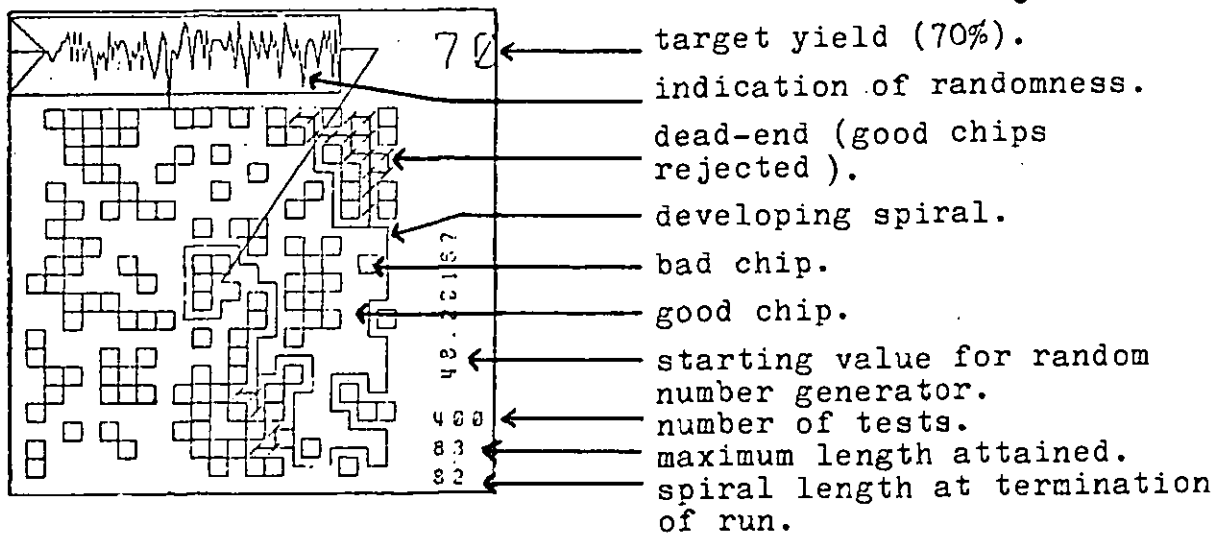 70
target yield (70%).
indication of randomness.
dead-end (good chips
rejected ).
developing spiral.
bad chip.
good chip.
starting value for random
number generator.
400
number of tests.
83
maximum length attained.
82
spiral length at termination
of run.